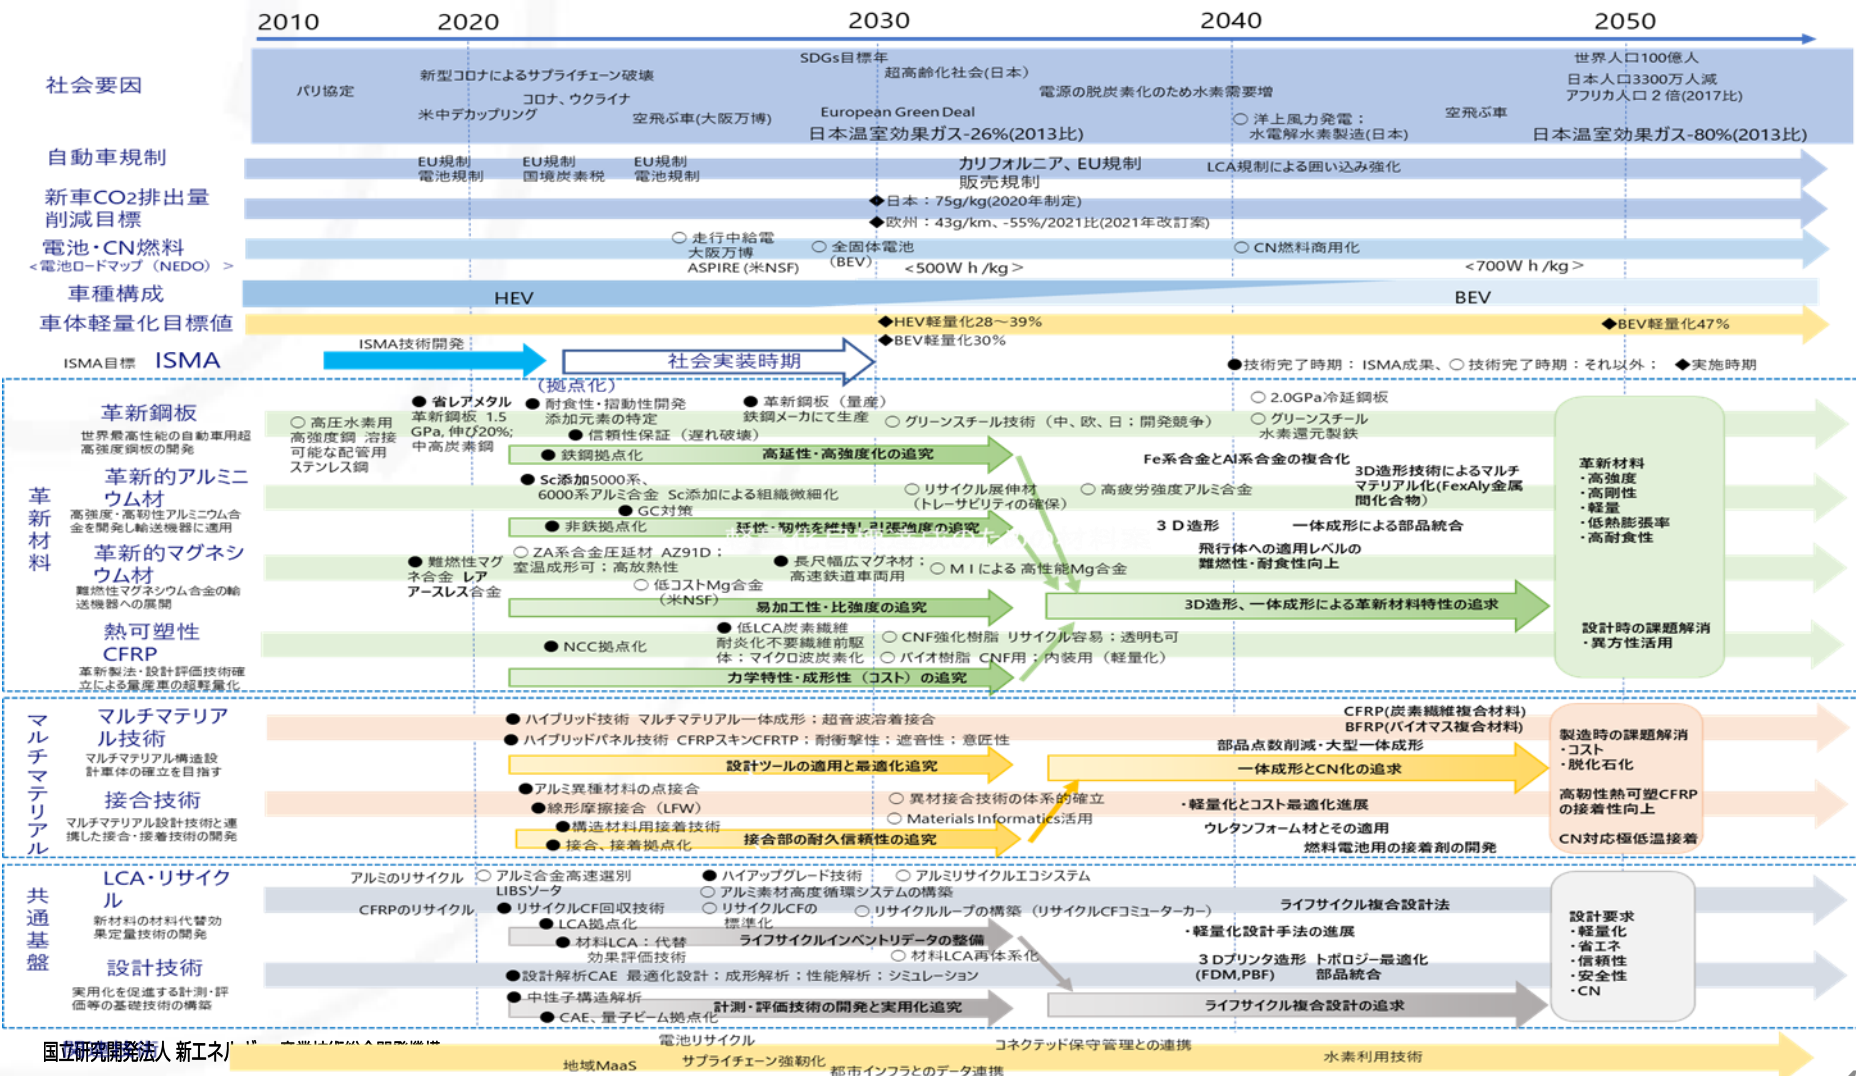 2010 2020 2030 2040 2050
社会要因
パリ協定
新型コロナによるサプライチェーン破壊
コロナ、ウクライナ
米中デカップリング
空飛ぶ車(大阪万博)
SDGs目標年
超高齢化社会(日本)
European Green Deal
日本温室効果ガス-26%(2013比)
電源の脱炭素化のため水素需要増
○ 洋上風力発電：
水電解水素製造(日本)
空飛ぶ車
世界人口100億人
日本人口3300万人減
アフリカ人口２倍(2017比)
日本温室効果ガス-80%(2013比)
自動車規制
EU規制
電池規制
EU規制
国境炭素税
EU規制
電池規制
カリフォルニア、EU規制
販売規制
LCA規制による囲い込み強化
新車CO2排出量
削減目標
◆日本：75g/kg(2020年制定)
◆欧州：43g/km、-55%/2021比(2021年改訂案)
電池・CN燃料
<電池ロードマップ（NEDO）>
○ 走行中給電
大阪万博
ASPIRE (米NSF)
○ 全固体電池
（BEV）
<500Ｗｈ/kg>
○ CN燃料商用化
<700Ｗｈ/kg>
車種構成
HEV
BEV
車体軽量化目標値
◆HEV軽量化28～39%
◆BEV軽量化30%
◆BEV軽量化47%
ISMA目標 ISMA
ISMA技術開発
社会実装時期
（拠点化）
●技術完了時期： ISMA成果、○ 技術完了時期：それ以外； ◆実施時期
革新材料
革新鋼板
世界最高性能の自動車用超
高強度鋼板の開発
○ 高圧水素用
高強度鋼 溶接
可能な配管用
ステンレス鋼
● 省レアメタル
革新鋼板 1.5
GPa, 伸び20%;
中高炭素鋼
● 耐食性・摺動性開発
添加元素の特定
● 信頼性保証（遅れ破壊）
● 鉄鋼拠点化
高延性・高強度化の追究
● 革新鋼板（量産）
鉄鋼メーカにて生産
○ グリーンスチール技術（中、欧、日：開発競争）
○ 2.0GPa冷延鋼板
○ グリーンスチール
水素還元製鉄
革新的アルミニ
ウム材
高強度・高靭性アルミニウム合
金を開発し輸送機器に適用
● Sc添加5000系、
6000系アルミ合金 Sc添加による組織微細化
● GC対策
● 非鉄拠点化
延性・靭性を維持し引張強度の追究
○ リサイクル展伸材
（トレーサビリティの確保）
○ 高疲労強度アルミ合金
Fe系合金とAl系合金の複合化
3D造形技術によるマルチ
マテリアル化(FexAly金属
間化合物）
３Ｄ造形
一体成形による部品統合
革新的マグネシ
ウム材
難燃性マグネシウム合金の輸
送機器への展開
● 難燃性マグ
ネ合金 レア
アースレス合金
○ ZA系合金圧延材 AZ91D；
室温成形可；高放熱性
○ 低コストMg合金
（米NSF）
● 長尺幅広マグネ材：
高速鉄道車両用
○ ＭＩによる 高性能Mg合金
易加工性・比強度の追究
飛行体への適用レベルの
難燃性・耐食性向上
3D造形、一体成形による革新材料特性の追求
熱可塑性
CFRP
革新製法・設計評価技術確
立による量産車の超軽量化
● NCC拠点化
● 低LCA炭素繊維
耐炎化不要繊維前駆
体；マイクロ波炭素化
○ CNF強化樹脂 リサイクル容易；透明も可
○ バイオ樹脂 CNF用；内装用（軽量化）
力学特性・成形性（コスト）の追究
革新材料
・高強度
・高剛性
・軽量
・低熱膨張率
・高耐食性
設計時の課題解消
・異方性活用
マルチマテリアル
マルチマテリア
ル技術
マルチマテリアル構造設
計車体の確立を目指す
● ハイブリッド技術 マルチマテリアル一体成形；超音波溶着接合
● ハイブリッドパネル技術 CFRPスキンCFRTP；耐衝撃性；遮音性；意匠性
設計ツールの適用と最適化追究
CFRP(炭素繊維複合材料)
BFRP(バイオマス複合材料)
部品点数削減・大型一体成形
一体成形とCN化の追求
接合技術
マルチマテリアル設計技術と連
携した接合・接着技術の開発
●アルミ異種材料の点接合
●線形摩擦接合（LFW）
●構造材料用接着技術
● 接合、接着拠点化
接合部の耐久信頼性の追究
○ 異材接合技術の体系的確立
○ Materials Informatics活用
・軽量化とコスト最適化進展
ウレタンフォーム材とその適用
燃料電池用の接着剤の開発
製造時の課題解消
・コスト
・脱化石化
高靭性熱可塑CFRP
の接着性向上
CN対応極低温接着
共通基盤
LCA・リサイク
ル
新材料の材料代替効
果定量技術の開発
アルミのリサイクル
○ アルミ合金高速選別
LIBSソータ
● ハイアップグレード技術
○ アルミリサイクルエコシステム
○ アルミ素材高度循環システムの構築
CFRPのリサイクル
● リサイクルCF回収技術
○ リサイクルCFの
標準化
○ リサイクルループの構築（リサイクルCFコミューターカー）
● LCA拠点化
● 材料LCA：代替
効果評価技術
ライフサイクルインベントリデータの整備
○ 材料LCA再体系化
ライフサイクル複合設計法
・軽量化設計手法の進展
３Ｄプリンタ造形 トポロジー最適化
(FDM,PBF) 部品統合
設計技術
実用化を促進する計測・評
価等の基礎技術の構築
●設計解析CAE 最適化設計；成形解析；性能解析；シミュレーション
● 中性子構造解析
● CAE、量子ビーム拠点化
計測・評価技術の開発と実用化追究
ライフサイクル複合設計の追求
設計要求
・軽量化
・省エネ
・信頼性
・安全性
・CN
国立研究開発法人 新エネル
地域MaaS
電池リサイクル
サプライチェーン強靭化
都市インフラとのデータ連携
コネクテッド保守管理との連携
水素利用技術